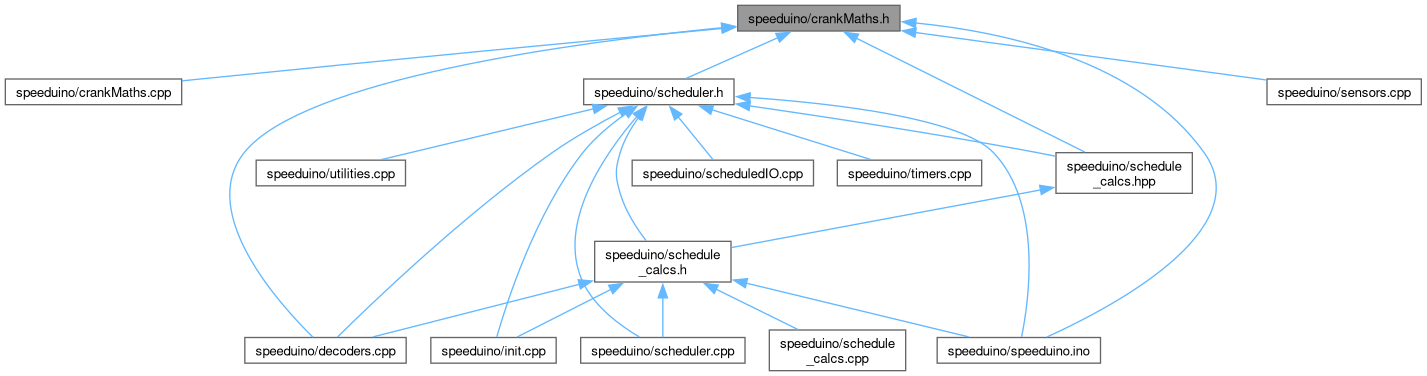 speeduino/crankMaths.h
speeduino/crankMaths.cpp
speeduino/scheduler.h
speeduino/sensors.cpp
speeduino/utilities.cpp
speeduino/scheduledIO.cpp
speeduino/timers.cpp
speeduino/schedule
_calcs.hpp
speeduino/schedule
_calcs.h
speeduino/decoders.cpp
speeduino/init.cpp
speeduino/scheduler.cpp
speeduino/schedule
_calcs.cpp
speeduino/speeduino.ino